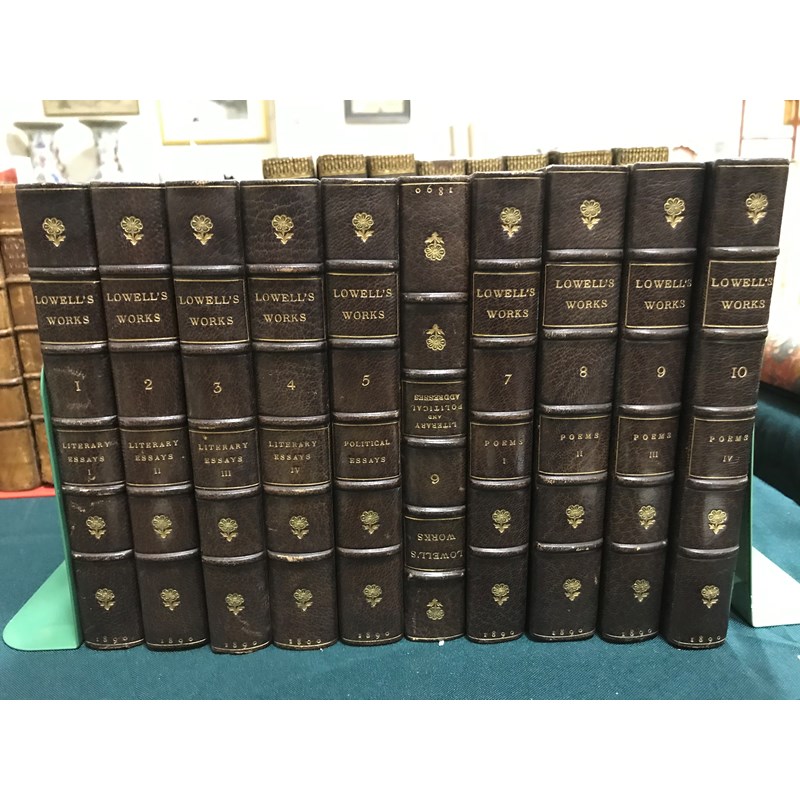 LOWELL'S
WORKS
1
LITERARY
ESSAYS
I
1890
LOWELL'S
WORKS
2
LITERARY
ESSAYS
II
1890
LOWELL'S
WORKS
3
LITERARY
ESSAYS
III
1890
LOWELL'S
WORKS
4
LITERARY
ESSAYS
IV
1890
LOWELL'S
WORKS
5
POLITICAL
ESSAYS
1890
LOWELL'S
WORKS
6
LITERARY
AND
POLITICAL
ADDRESSES
1890
LOWELL'S
WORKS
7
POEMS
I
1890
LOWELL'S
WORKS
8
POEMS
II
1890
LOWELL'S
WORKS
9
POEMS
III
1890
LOWELL'S
WORKS
10
POEMS
IV
1890